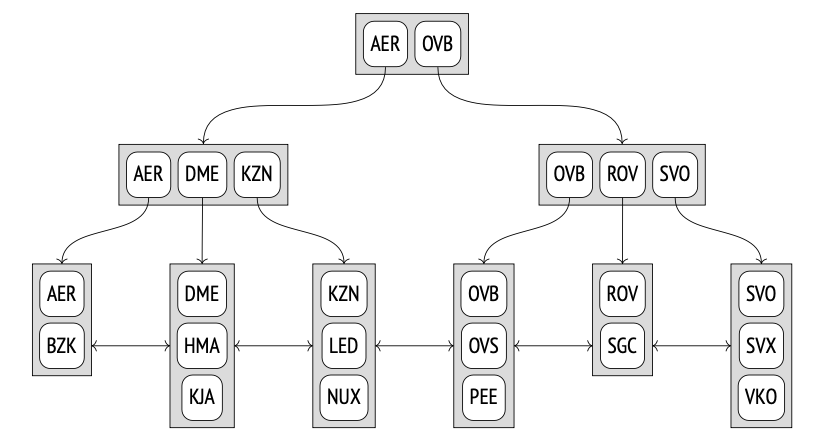 AER OVB
AER DME KZN
OVB ROV SVO
AER
BZK
DME
HMA
KJA
KZN
LED
NUX
OVB
OVS
PEE
ROV
SGC
SVO
SVX
VKO